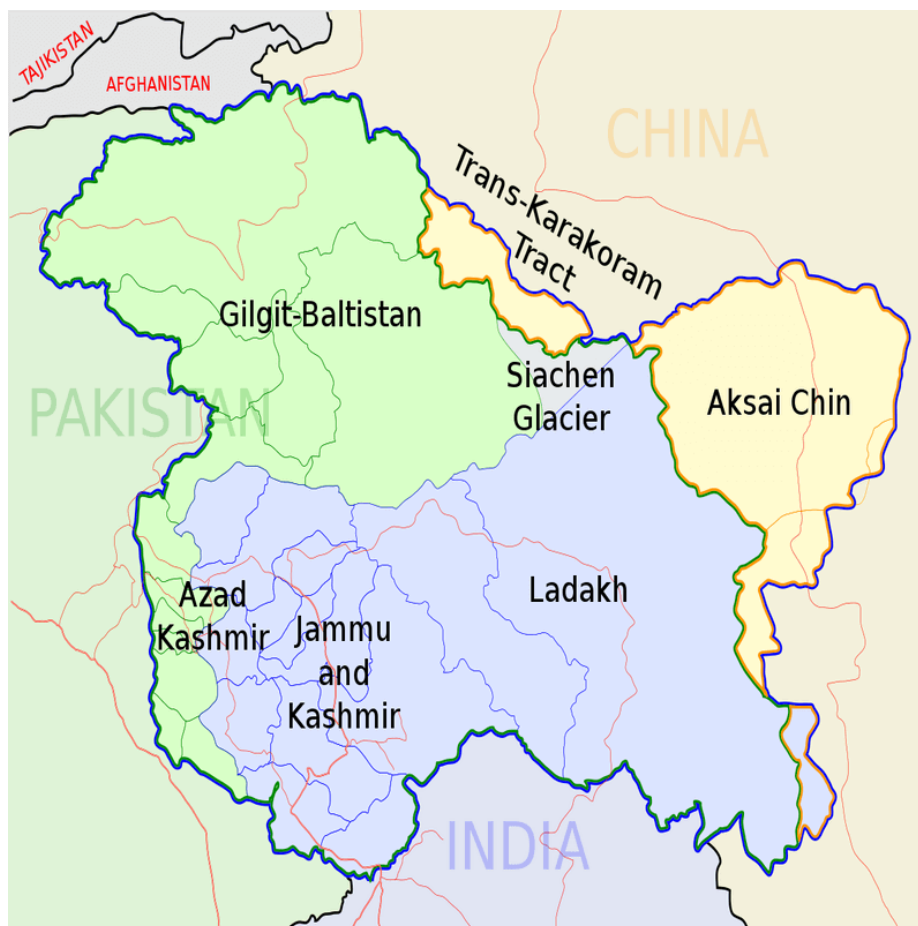 TAJIKISTAN
AFGHANISTAN
CHINA
Trans-Karakoram
Tract
Gilgit-Baltistan
Siachen
Glacier
Aksai Chin
PAKISTAN
Azad
Kashmir
Jammu
and
Kashmir
Ladakh
INDIA